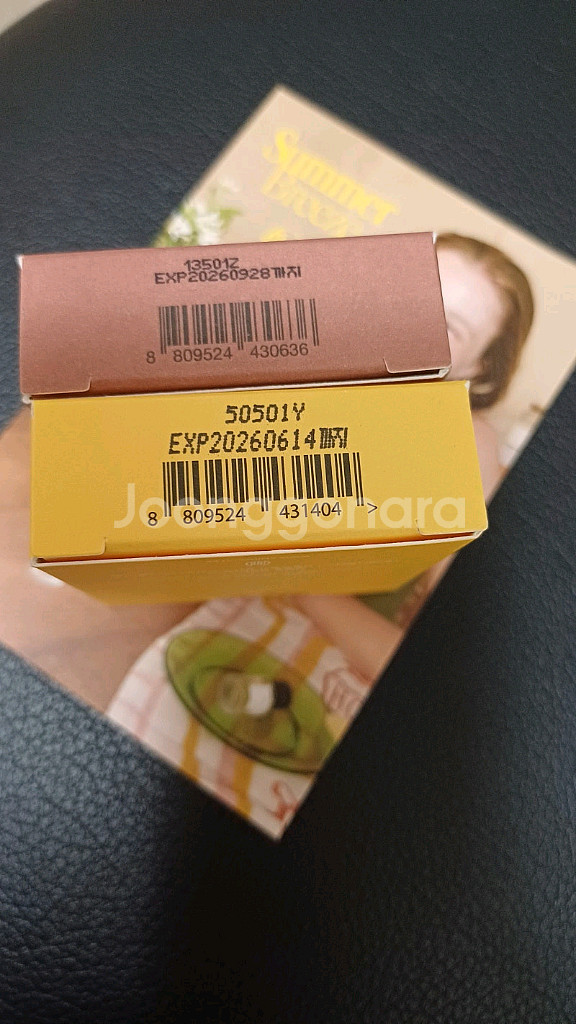 Summer
Breeze
13501Z
EXP20260928까지
8 809524 430636
50501Y
EXP20260614까지
8 809524 431404 >
Joonggonara